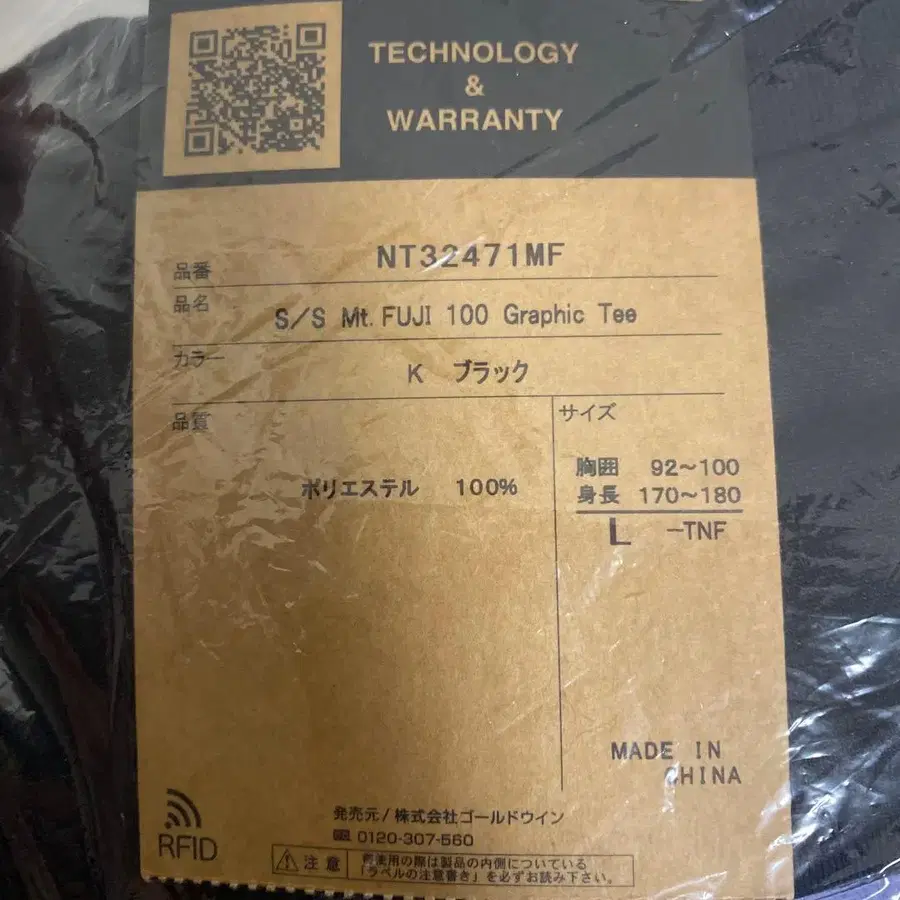 TECHNOLOGY
&
WARRANTY
品番 NT32471MF
品名 S/S Mt. FUJI 100 Graphic Tee
カラー K ブラック
品質
ポリエステル 100%
サイズ
胸囲 92～100
身長 170～180
L -TNF
MADE IN
CHINA
RFID
発売元/株式会社ゴールドウイン
0120-307-560
注意
御使用の際は製品の内側についている
「ラベルの注意書き」を必ずお読み下さい。